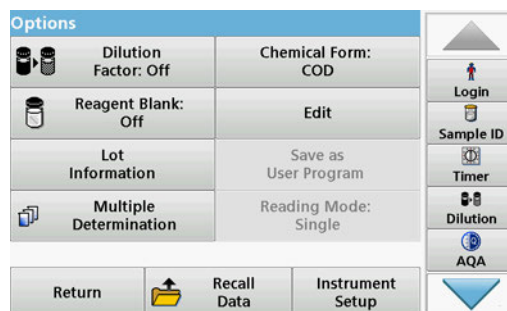 Options
Dilution
Factor: Off
Chemical Form:
COD
Reagent Blank:
Off
Edit
Lot
Information
Save as
User Program
Multiple
Determination
Reading Mode:
Single
Return
Recall
Data
Instrument
Setup
Login
Sample ID
Timer
Dilution
AQA